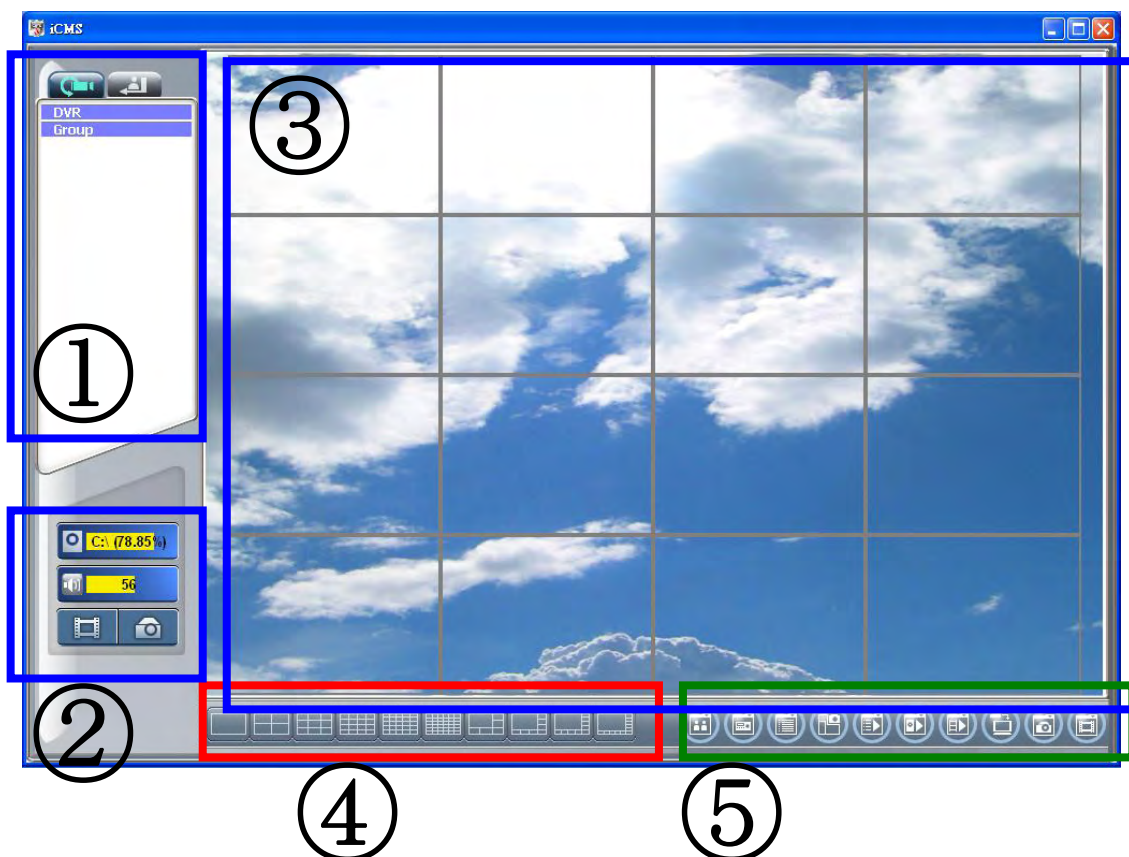 iCMS
DVR
Group
③
①
C:\ (78.85%)
56
②
④
⑤